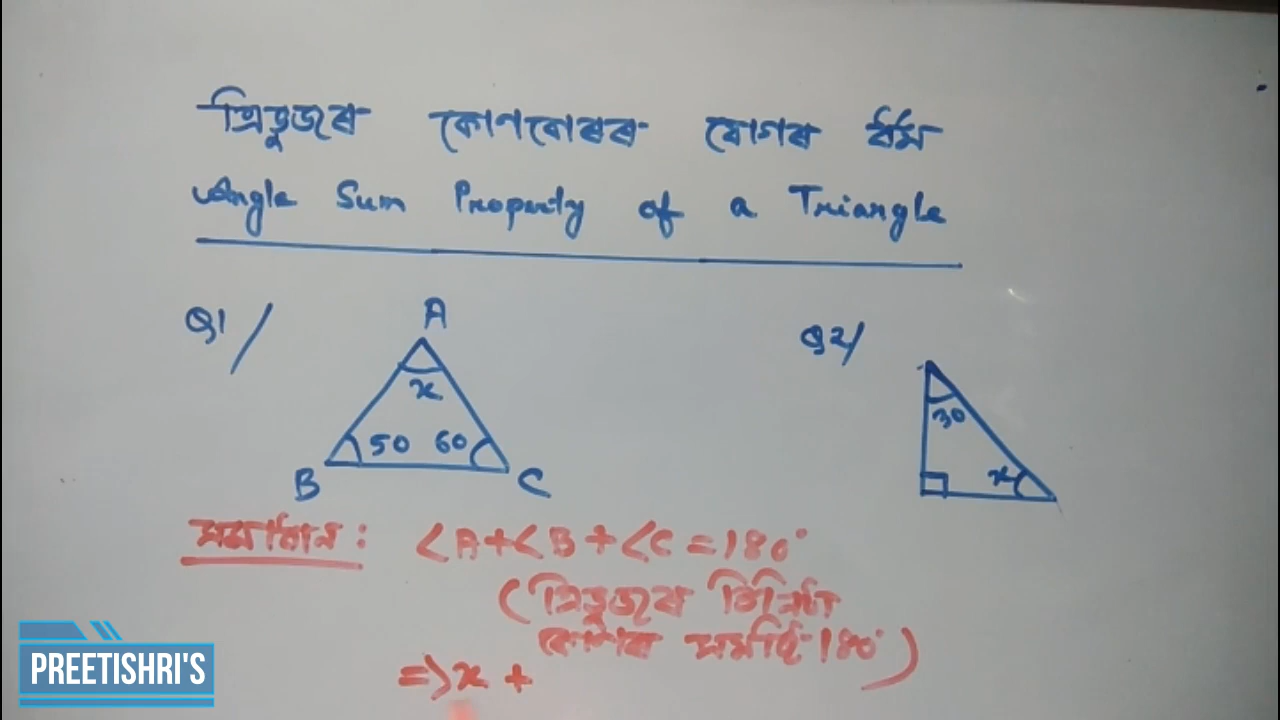 ত্ৰিভুজৰ কোণবোৰৰ যোগৰ ধৰ্ম
Angle Sum Property of a Triangle
Q1/
A
x
50 60
B C
Q2/
30
x
সমাধান: <A+<B+<C=180°
(ত্ৰিভুজৰ তিনিটা
কোণৰ সমষ্টি 180°)
=>x +
PREETISHRI'S